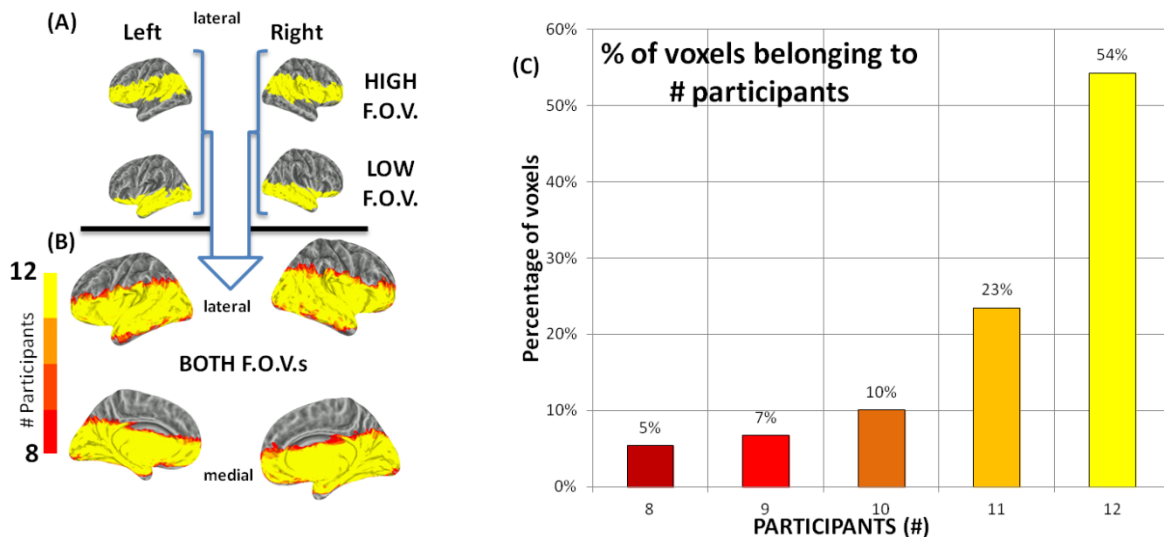 (A)
lateral
Left
Right
HIGH
F.O.V.
LOW
F.O.V.
(B)
12
# Participants
8
lateral
BOTH F.O.V.s
medial
(C)
% of voxels belonging to
# participants
Percentage of voxels
60%
50%
40%
30%
20%
10%
0%
5%
7%
10%
23%
54%
8
9
10
11
12
PARTICIPANTS (#)